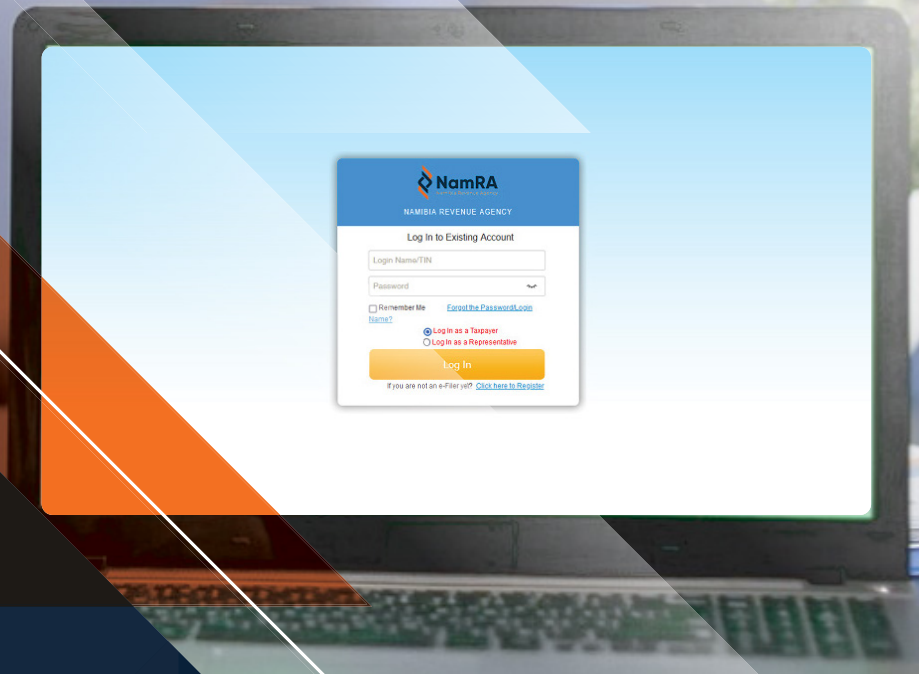 NamRA
NAMIBIA REVENUE AGENCY
Log In to Existing Account
Login Name/TIN
Password
Remember Me Forgot the Password/Login
Name?
Log In as a Taxpayer
Log In as a Representative
Log In
If you are not an e-Filer yet? Click here to Register